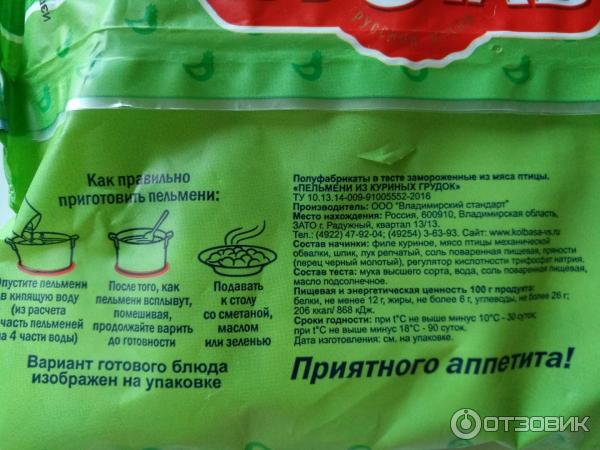 РУССКИЙ
Как правильно
приготовить пельмени:
Опустите пельмени
в кипящую воду
(из расчета
часть пельменей
на 4 части воды)
После того, как
пельмени всплывут,
помешивая,
продолжайте варить
до готовности
Подавать
к столу
со сметаной,
маслом
или зеленью
Вариант готового блюда
изображен на упаковке
Полуфабрикаты в тесте замороженные из мяса птицы.
«ПЕЛЬМЕНИ ИЗ КУРИНЫХ ГРУДОК»
ТУ 10.13.14-009-91005552-2016
Производитель: ООО "Владимирский стандарт"
Место нахождения: Россия, 600910, Владимирская область,
ЗАТО г. Радужный, квартал 13/13.
Тел.: (4922) 47-92-04; (49254) 3-63-93. Сайт: www.kolbasa-vs.ru
Состав начинки: филе куриное, мясо птицы механической
обвалки, шпик, лук репчатый, соль поваренная пищевая, пряности
(перец черный молотый), регулятор кислотности трифосфат натрия.
Состав теста: мука высшего сорта, вода, соль поваренная пищевая,
масло подсолнечное.
Пищевая и энергетическая ценность 100 г продукта:
белки, не менее 12 г, жиры, не более 6 г, углеводы, не более 26 г;
206 ккал/ 868 кДж.
Сроки годности: при t°С не выше минус 10°С - 30 суток;
при t°С не выше минус 18°С - 90 суток.
Дата изготовления: см. на упаковке.
Приятного аппетита!
ОТЗОВИК